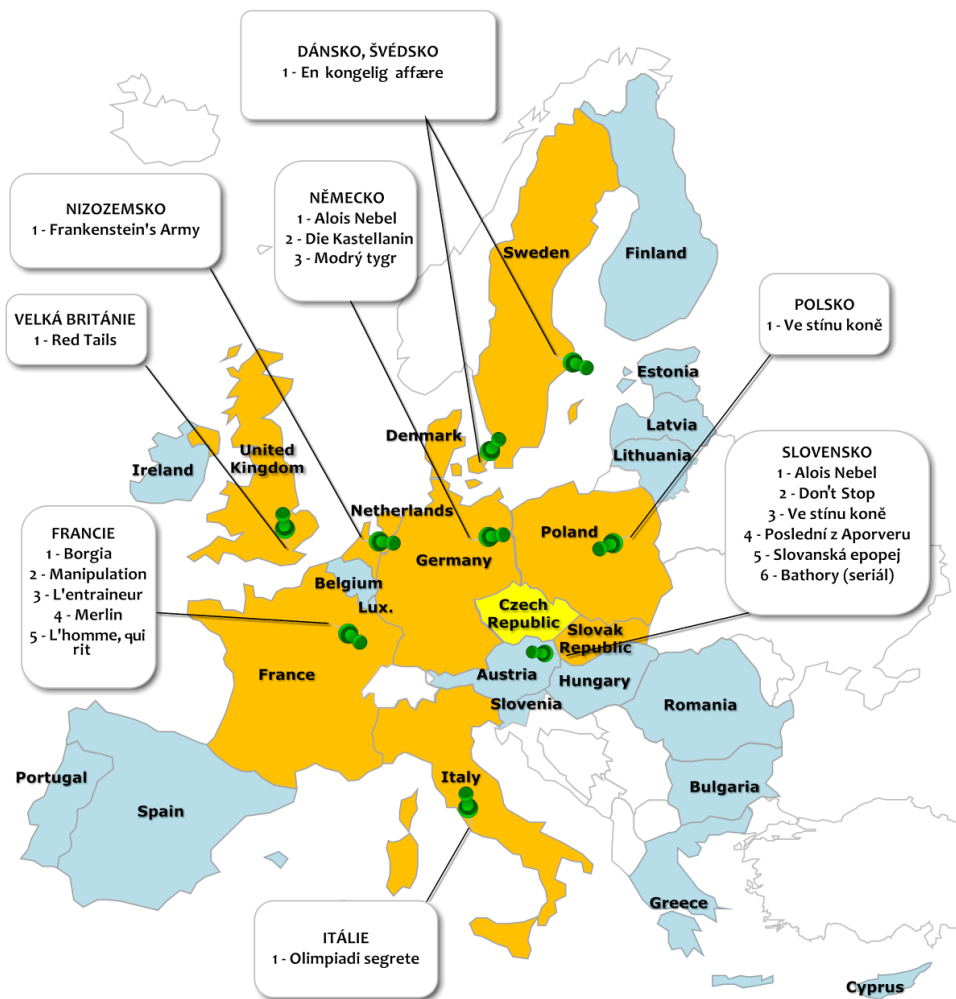 DÁNSKO, ŠVÉDSKO
1 - En kongelig affære
NIZOZEMSKO
1 - Frankenstein's Army
NĚMECKO
1 - Alois Nebel
2 - Die Kastellanin
3 - Modrý tygr
VELKÁ BRITÁNIE
1 - Red Tails
POLSKO
1 - Ve stínu koně
SLOVENSKO
1 - Alois Nebel
2 - Don't Stop
3 - Ve stínu koně
4 - Poslední z Aporveru
5 - Slovanská epopej
6 - Bathory (seriál)
FRANCIE
1 - Borgia
2 - Manipulation
3 - L'entraineur
4 - Merlin
5 - L'homme, qui
rit
ITÁLIE
1 - Olimpiadi segrete
Sweden
Finland
Estonia
Latvia
Lithuania
Denmark
United
Kingdom
Ireland
Netherlands
Poland
Germany
Belgium
Lux.
Czech
Republic
Slovak
Republic
France
Austria
Hungary
Slovenia
Romania
Italy
Portugal
Spain
Bulgaria
Greece
Cyprus